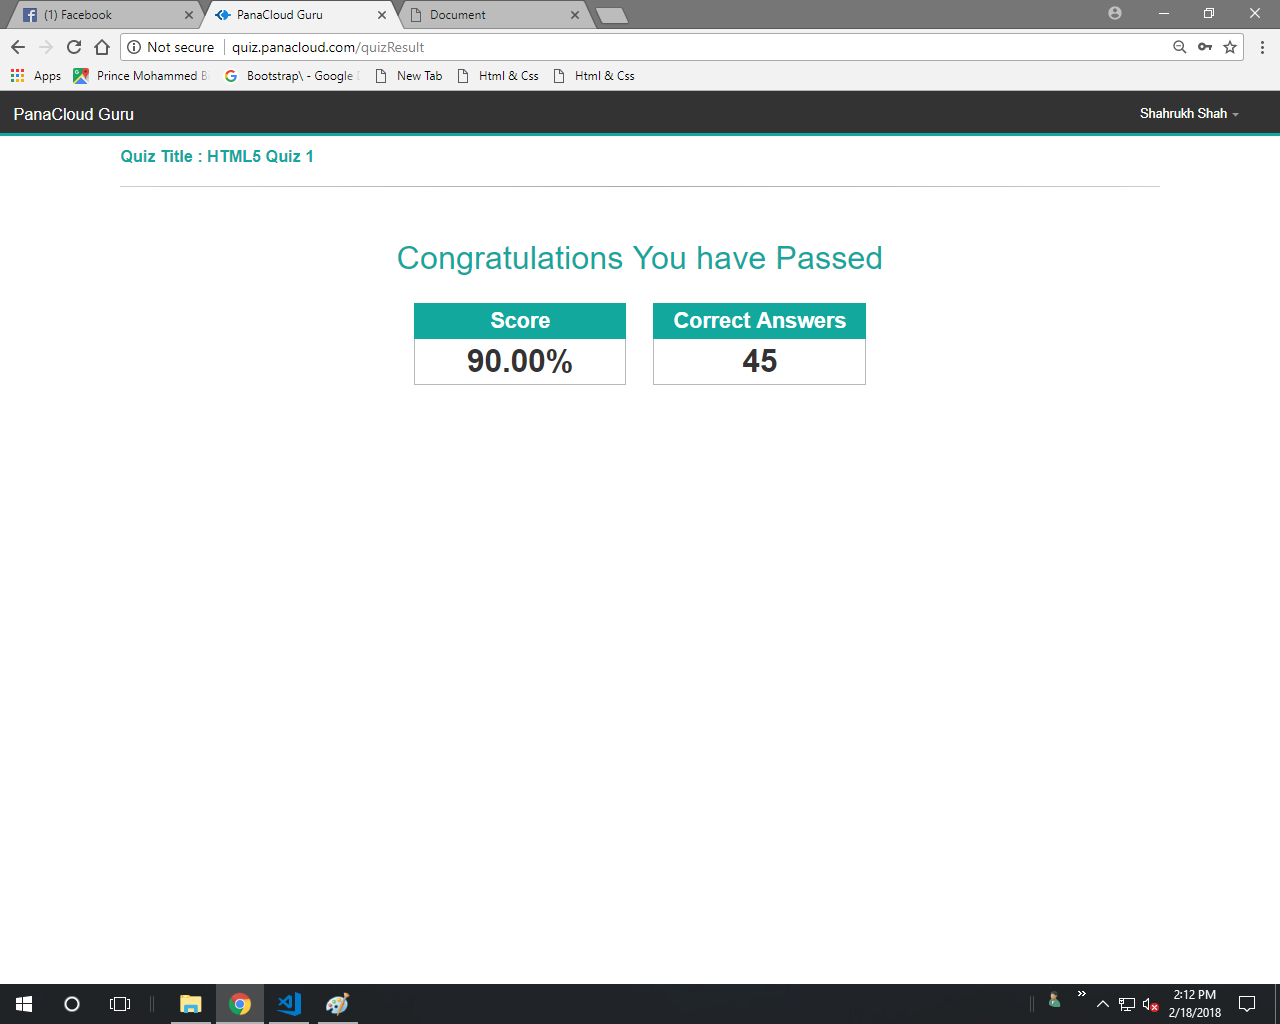 (1) Facebook
PanaCloud Guru
Document
Not secure
quiz.panacloud.com/quizResult
Apps
Prince Mohammed B
Bootstrap\ - Google
New Tab
Html & Css
Html & Css
PanaCloud Guru
Shahrukh Shah
Quiz Title : HTML5 Quiz 1
Congratulations You have Passed
Score
Correct Answers
90.00%
45
2:12 PM
2/18/2018